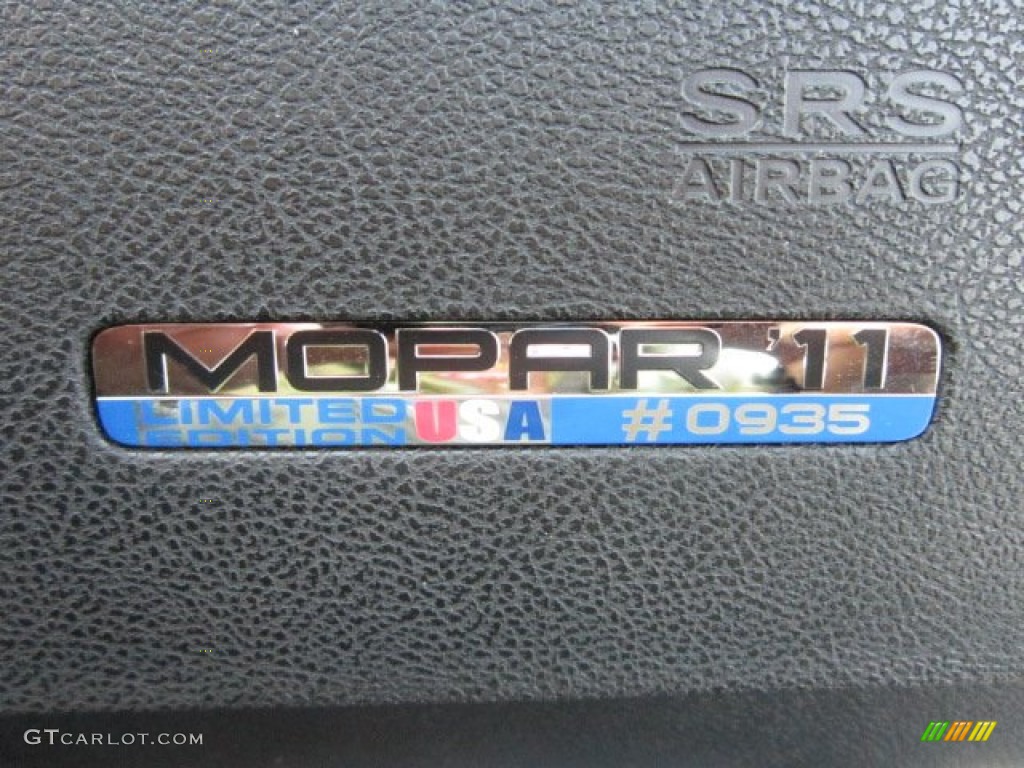 SRS
AIRBAG
MOPAR '11
LIMITED EDITION USA #0935
GTCARLOT.COM